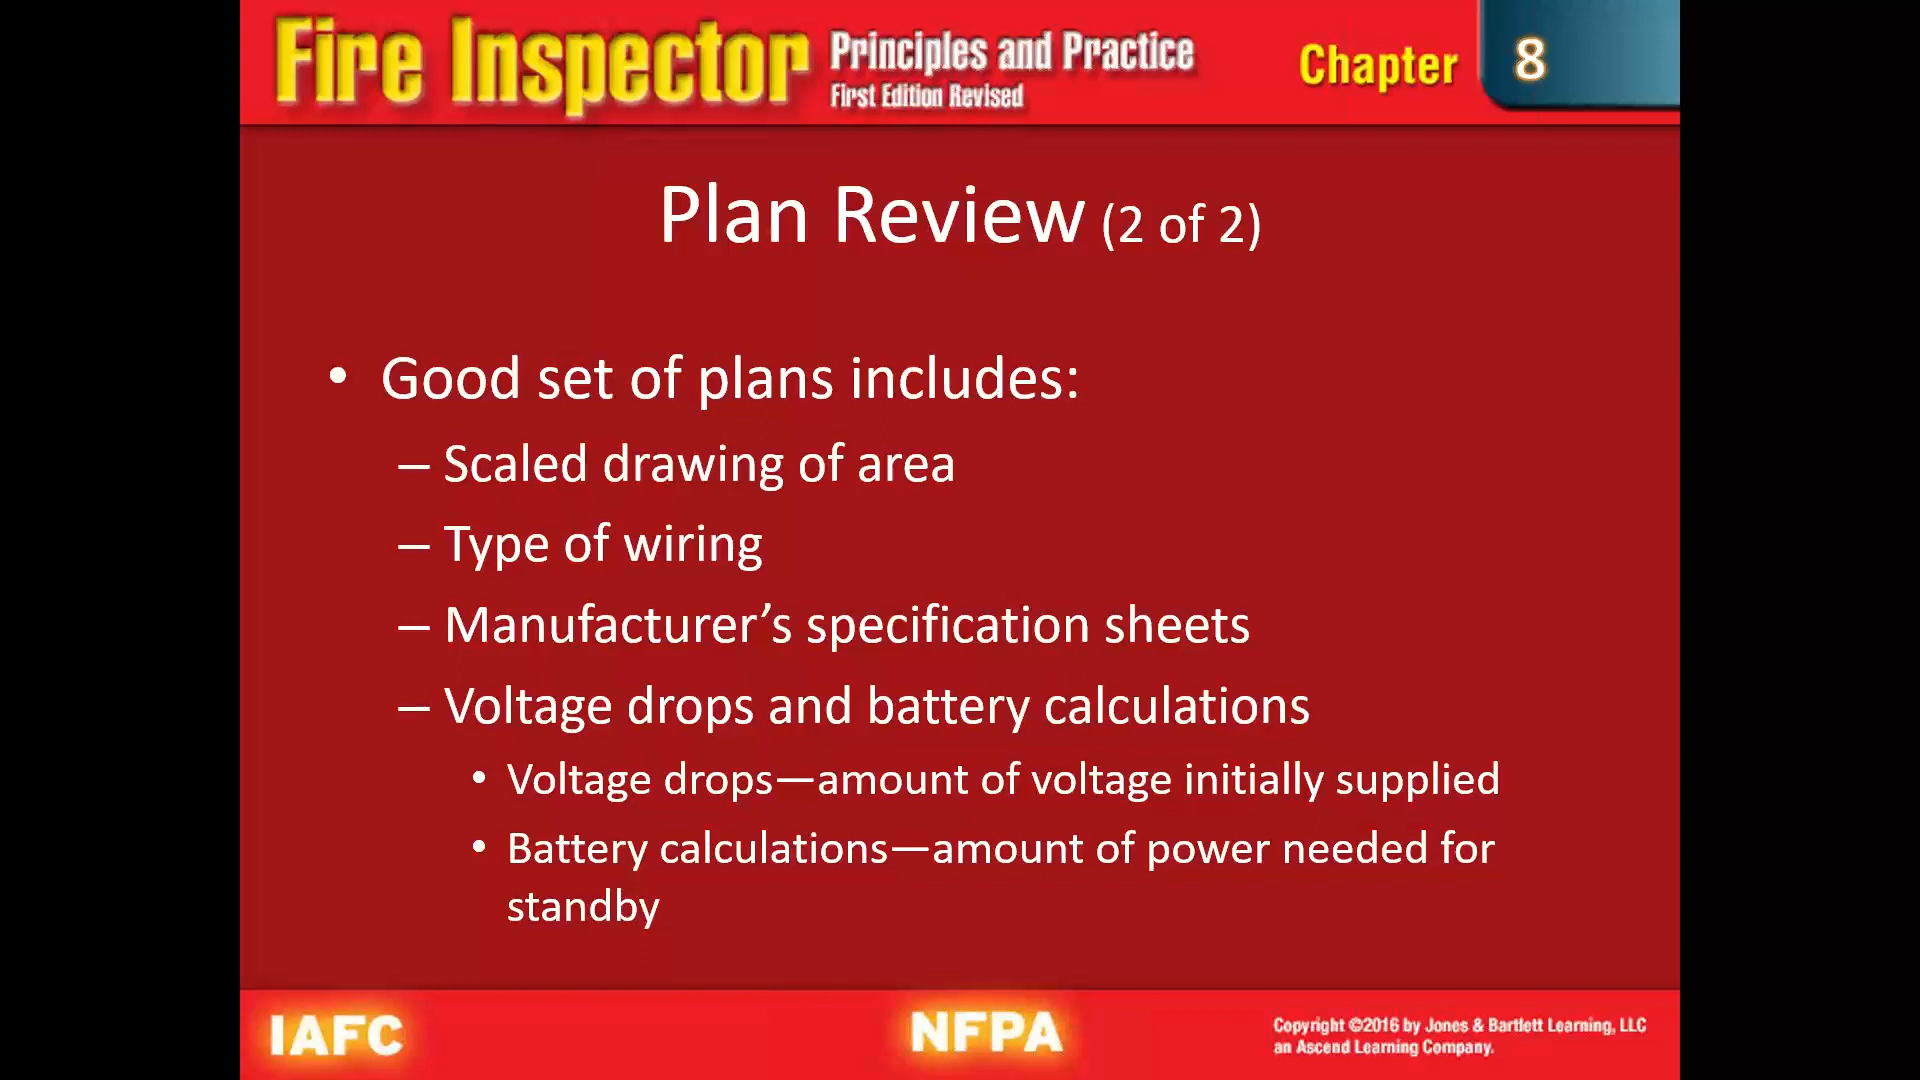 Fire Inspector Principles and Practice
First Edition Revised
Chapter 8
Plan Review (2 of 2)
• Good set of plans includes:
– Scaled drawing of area
– Type of wiring
– Manufacturer’s specification sheets
– Voltage drops and battery calculations
• Voltage drops—amount of voltage initially supplied
• Battery calculations—amount of power needed for
standby
IAFC
NFPA
Copyright ©2016 by Jones & Bartlett Learning, LLC
an Ascend Learning Company.